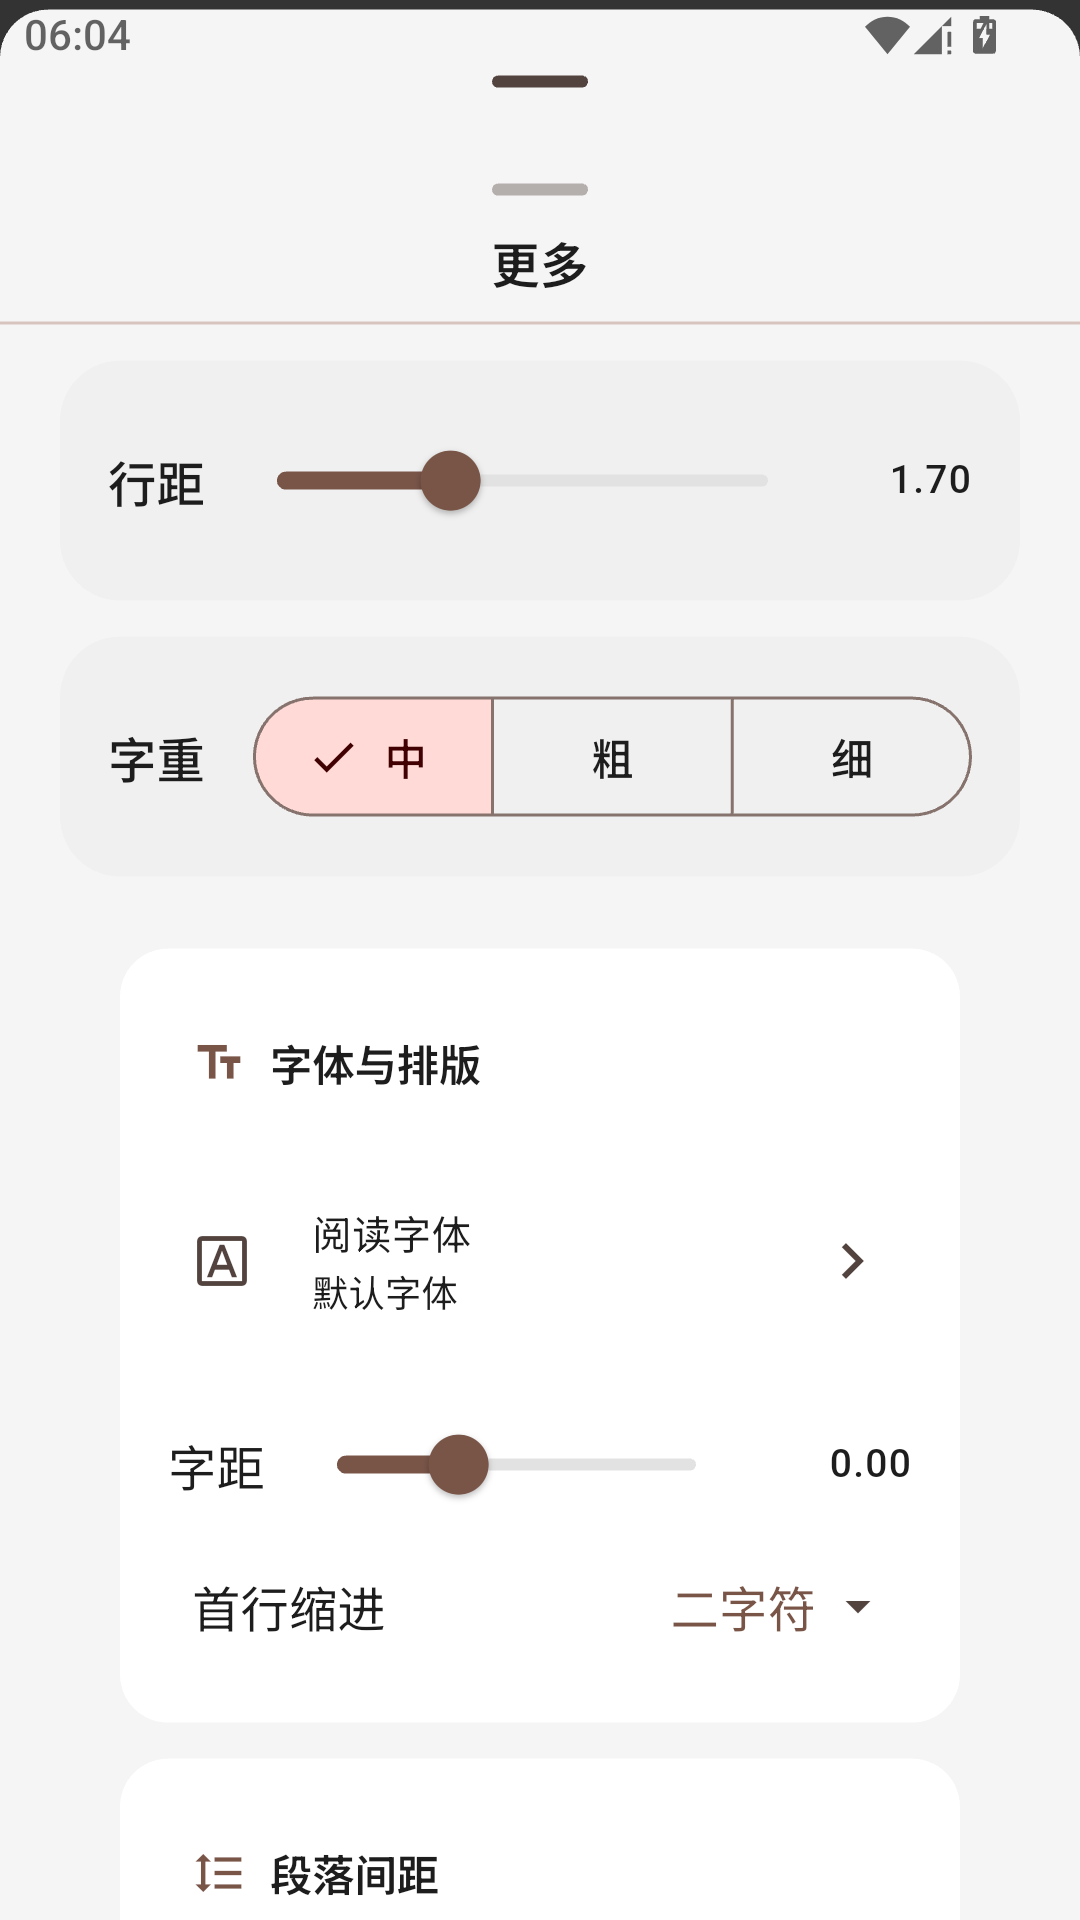 06:04
更多
行距 1.70
字重 中 粗 细
字体与排版
阅读字体
默认字体
字距 0.00
首行缩进 二字符
段落间距